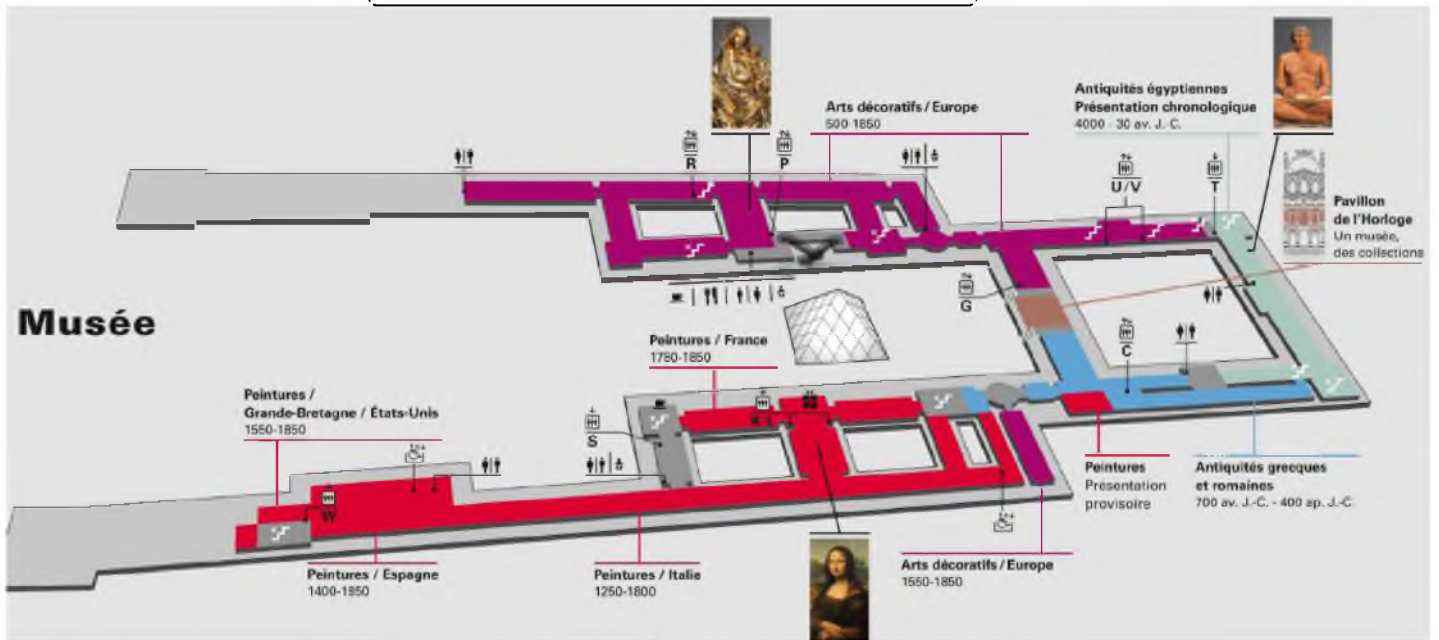 Arts décoratifs / Europe
500-1850
Antiquités égyptiennes
Présentation chronologique
4000 - 30 av. J.-C.
R
P
U/V
T
Pavillon
de l'Horloge
Un musée,
des collections
G
C
Musée
Peintures / France
1780-1850
Peintures /
Grande-Bretagne / États-Unis
1550-1850
S
W
Peintures
Présentation
provisoire
Antiquités grecques
et romaines
700 av. J.-C. - 400 ap. J.-C.
Peintures / Espagne
1400-1850
Peintures / Italie
1250-1800
Arts décoratifs / Europe
1550-1850